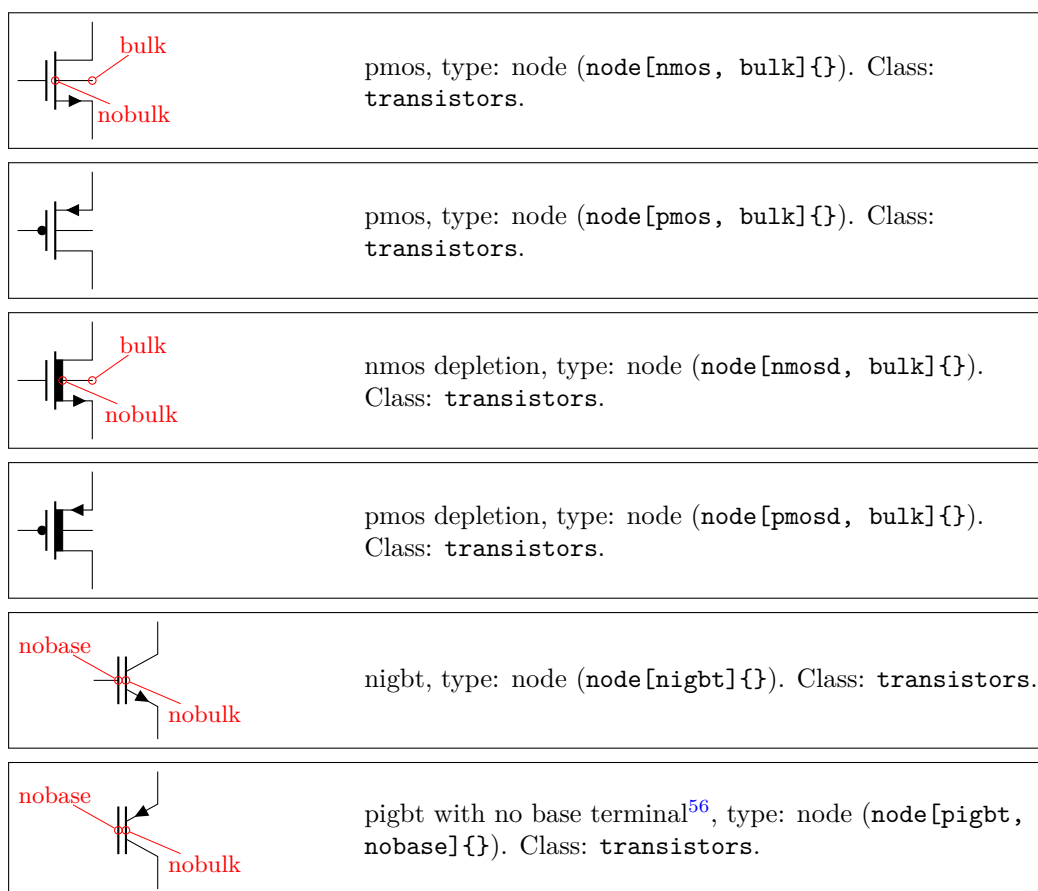 bulk
nobulk
pmos, type: node (node[nmos, bulk]{}). Class:
transistors.
pmos, type: node (node[pmos, bulk]{}). Class:
transistors.
bulk
nobulk
nmos depletion, type: node (node[nmosd, bulk]{}).
Class: transistors.
pmos depletion, type: node (node[pmosd, bulk]{}).
Class: transistors.
nobase
nobulk
nigbt, type: node (node[nigbt]{}). Class: transistors.
nobase
nobulk
pigbt with no base terminal56, type: node (node[pigbt,
nobase]{}). Class: transistors.